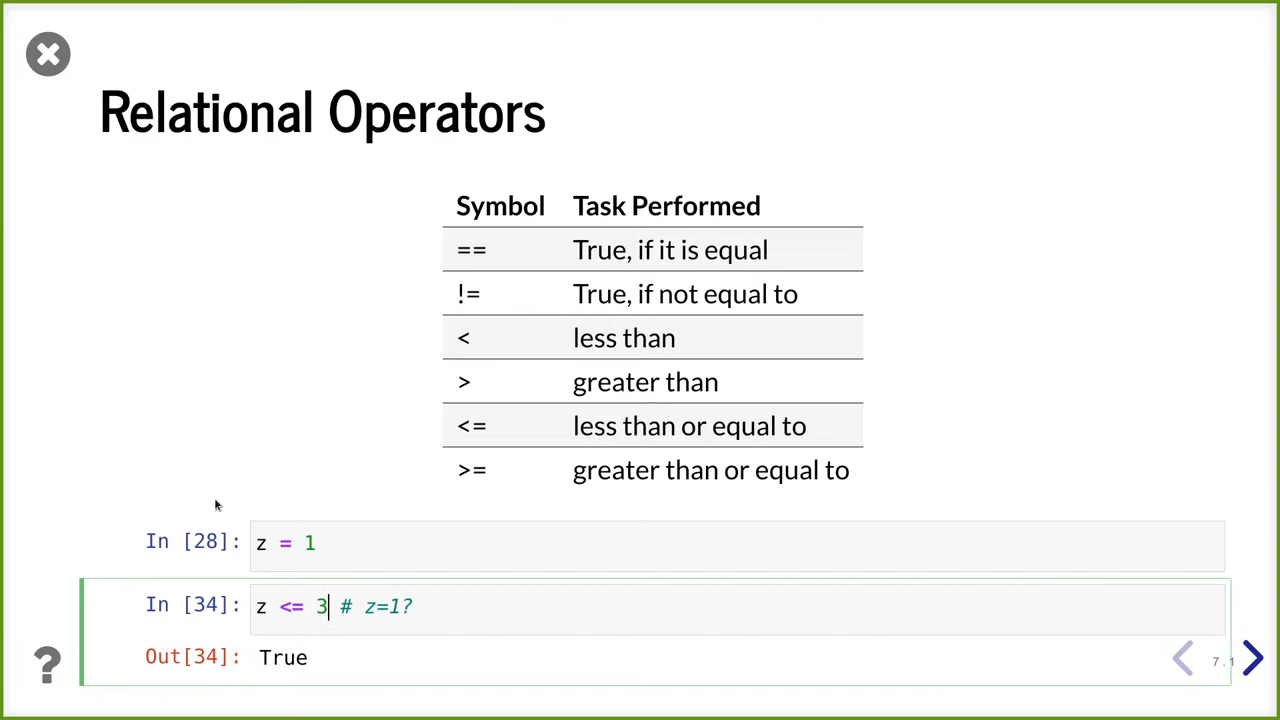 Relational Operators
Symbol Task Performed
== True, if it is equal
!= True, if not equal to
< less than
> greater than
<= less than or equal to
>= greater than or equal to
In [28]: z = 1
In [34]: z <= 3 # z=1?
Out[34]: True
7.1